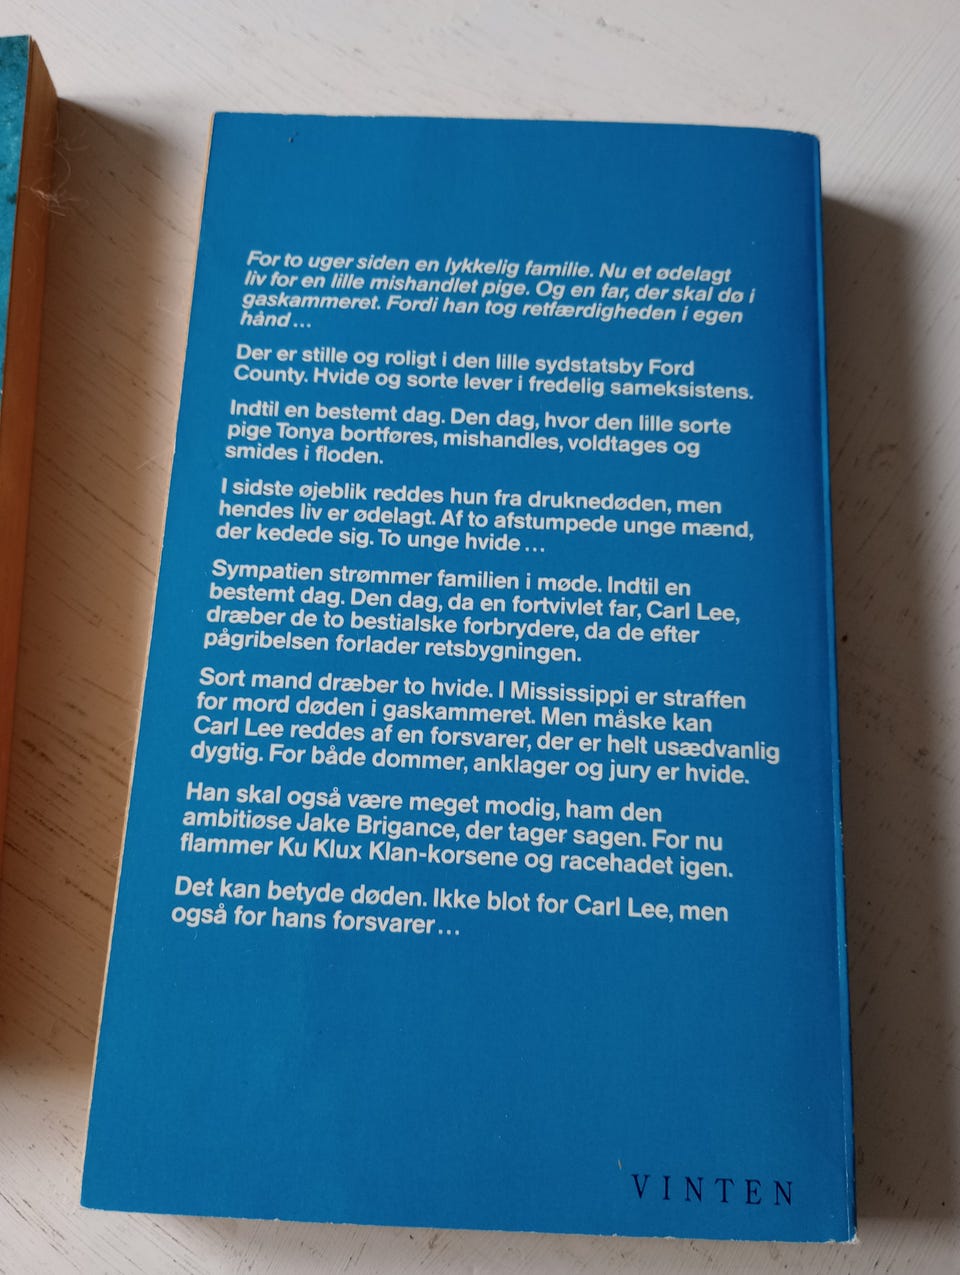 For to uger siden en lykkelig familie. Nu et ødelagt
liv for en lille mishandlet pige. Og en far, der skal dø i
gaskammeret. Fordi han tog retfærdigheden i egen
hånd...
Der er stille og roligt i den lille sydstatsby Ford
County. Hvide og sorte lever i fredelig sameksistens.
Indtil en bestemt dag. Den dag, hvor den lille sorte
pige Tonya bortføres, mishandles, voldtages og
smides i floden.
I sidste øjeblik reddes hun fra druknedøden, men
hendes liv er ødelagt. Af to afstumpede unge mænd,
der kedede sig. To unge hvide...
Sympatien strømmer familien i møde. Indtil en
bestemt dag. Den dag, da en fortvivlet far, Carl Lee,
dræber de to bestialske forbrydere, da de efter
pågribelsen forlader retsbygningen.
Sort mand dræber to hvide. I Mississippi er straffen
for mord døden i gaskammeret. Men måske kan
Carl Lee reddes af en forsvarer, der er helt usædvanlig
dygtig. For både dommer, anklager og jury er hvide.
Han skal også være meget modig, ham den
ambitiøse Jake Brigance, der tager sagen. For nu
flammer Ku Klux Klan-korsene og racehadet igen.
Det kan betyde døden. Ikke blot for Carl Lee, men
også for hans forsvarer...
VINTEN